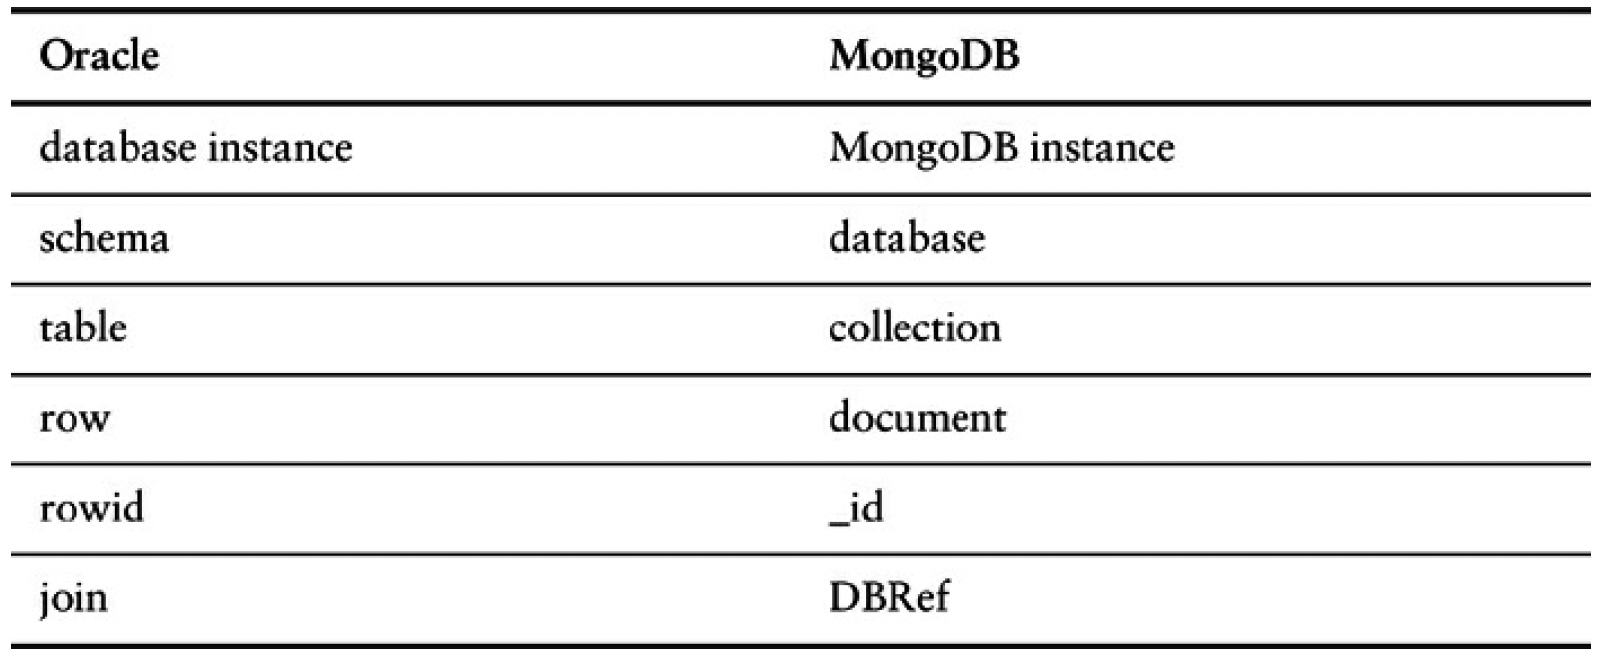 Oracle MongoDB
database instance MongoDB instance
schema database
table collection
row document
rowid _id
join DBRef